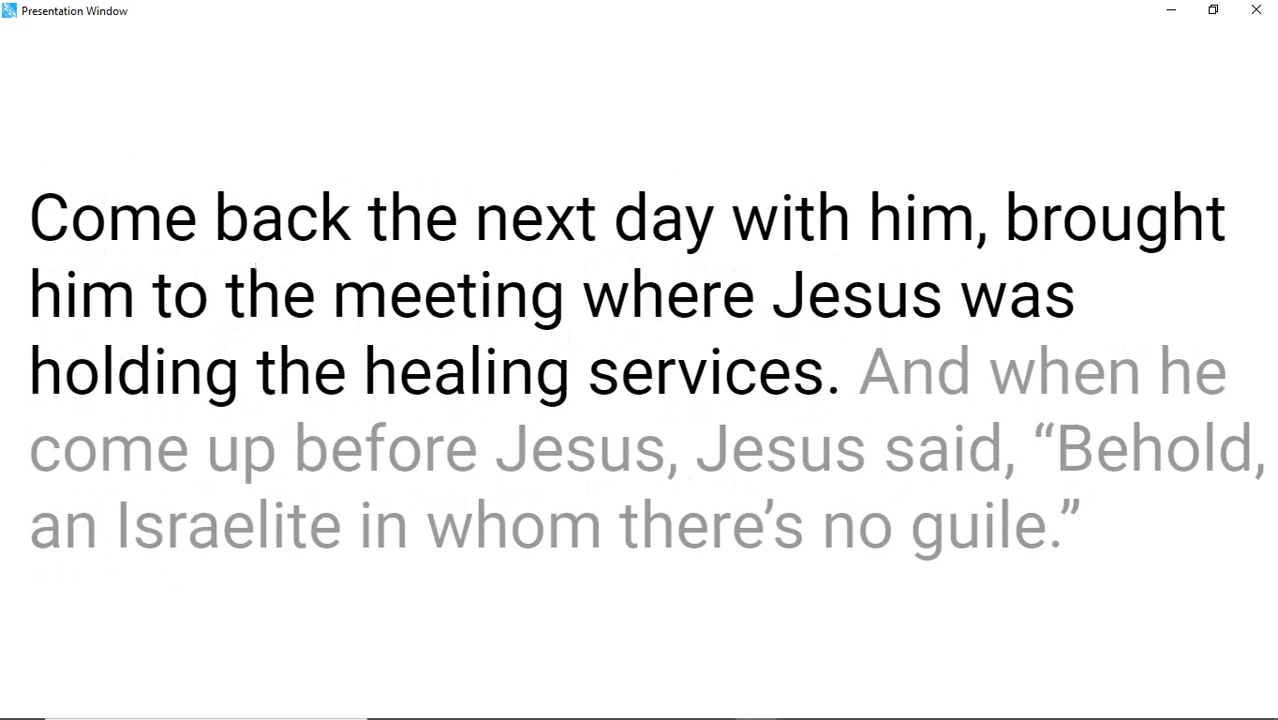 Presentation Window
Come back the next day with him, brought
him to the meeting where Jesus was
holding the healing services. And when he
come up before Jesus, Jesus said, “Behold,
an Israelite in whom there’s no guile.”